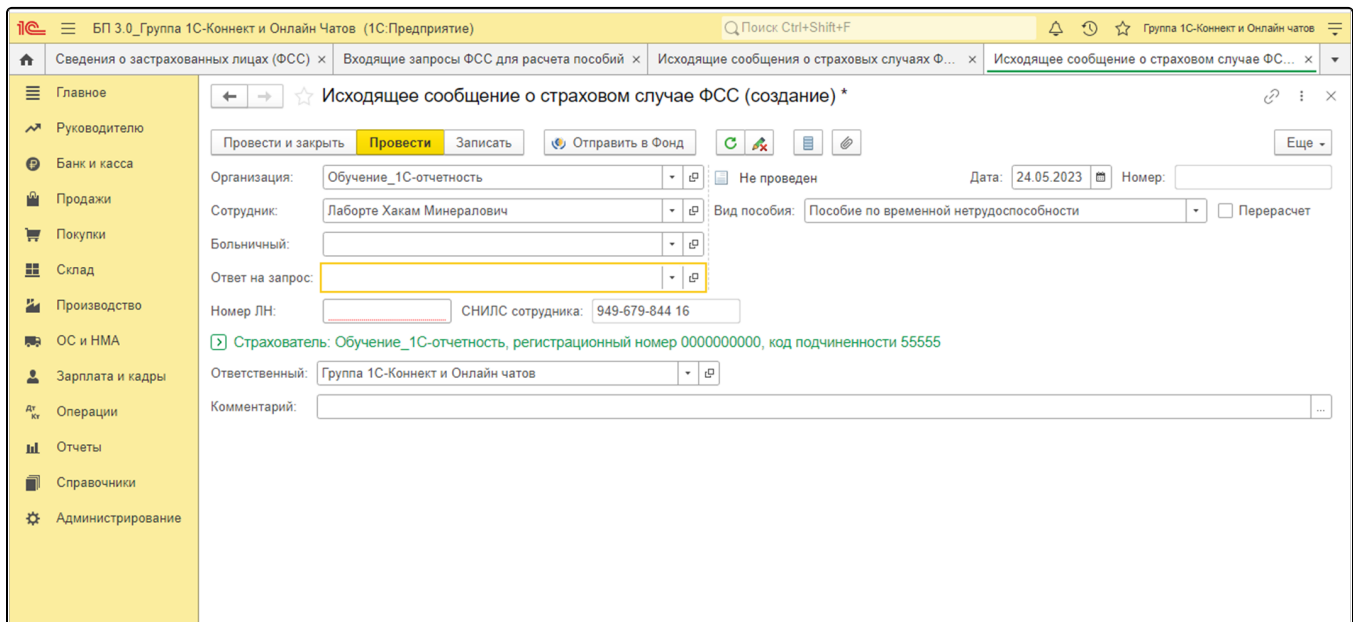 1С БП 3.0_Группа 1С-Коннект и Онлайн Чатов (1С:Предприятие) Поиск Ctrl+Shift+F Группа 1С-Коннект и Онлайн чатов
Сведения о застрахованных лицах (ФСС) × Входящие запросы ФСС для расчета пособий × Исходящие сообщения о страховых случаях Ф... × Исходящее сообщение о страховом случае ФС... ×
Главное
Руководителю
Банк и касса
Продажи
Покупки
Склад
Производство
ОС и НМА
Зарплата и кадры
Дт Кт Операции
Отчеты
Справочники
Администрирование
Исходящее сообщение о страховом случае ФСС (создание) *
Провести и закрыть Провести Записать Отправить в Фонд Еще
Организация: Обучение_1С-отчетность Не проведен Дата: 24.05.2023 Номер:
Сотрудник: Лаборте Хакам Минералович Вид пособия: Пособие по временной нетрудоспособности Перерасчет
Больничный:
Ответ на запрос:
Номер ЛН: СНИЛС сотрудника: 949-679-844 16
Страхователь: Обучение_1С-отчетность, регистрационный номер 0000000000, код подчиненности 55555
Ответственный: Группа 1С-Коннект и Онлайн чатов
Комментарий: ...